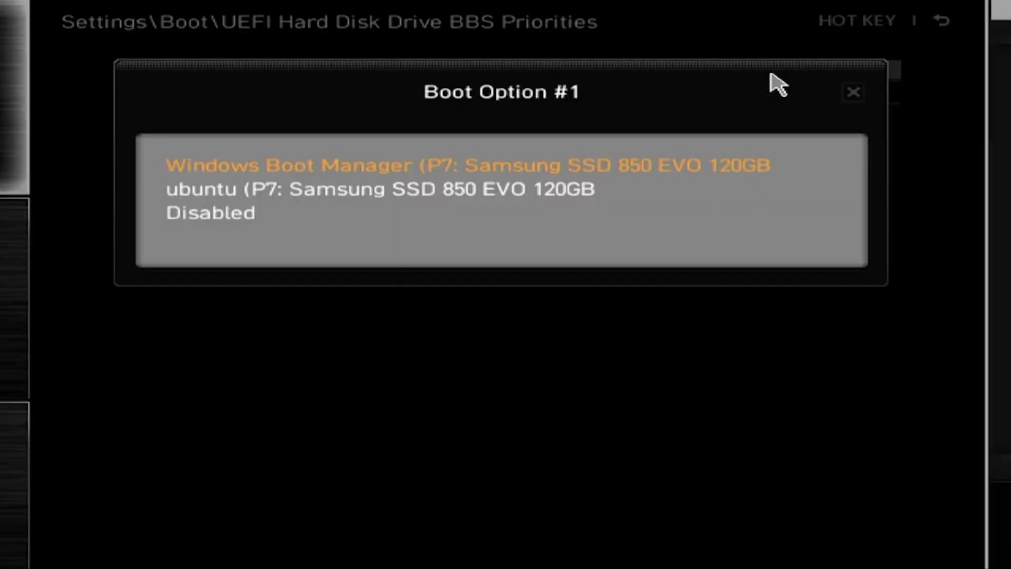 Settings\Boot\UEFI Hard Disk Drive BBS Priorities
HOT KEY |
Boot Option #1
Windows Boot Manager (P7: Samsung SSD 850 EVO 120GB
ubuntu (P7: Samsung SSD 850 EVO 120GB
Disabled